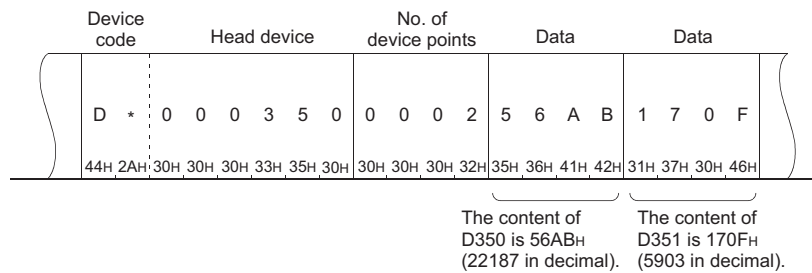 Device code Head device No. of device points Data Data
D * 0 0 0 3 5 0 0 0 0 2 5 6 A B 1 7 0 F
44H 2AH 30H 30H 30H 33H 35H 30H 30H 30H 30H 32H 35H 36H 41H 42H 31H 37H 30H 46H
The content of
D350 is 56ABH
(22187 in decimal).
The content of
D351 is 170FH
(5903 in decimal).